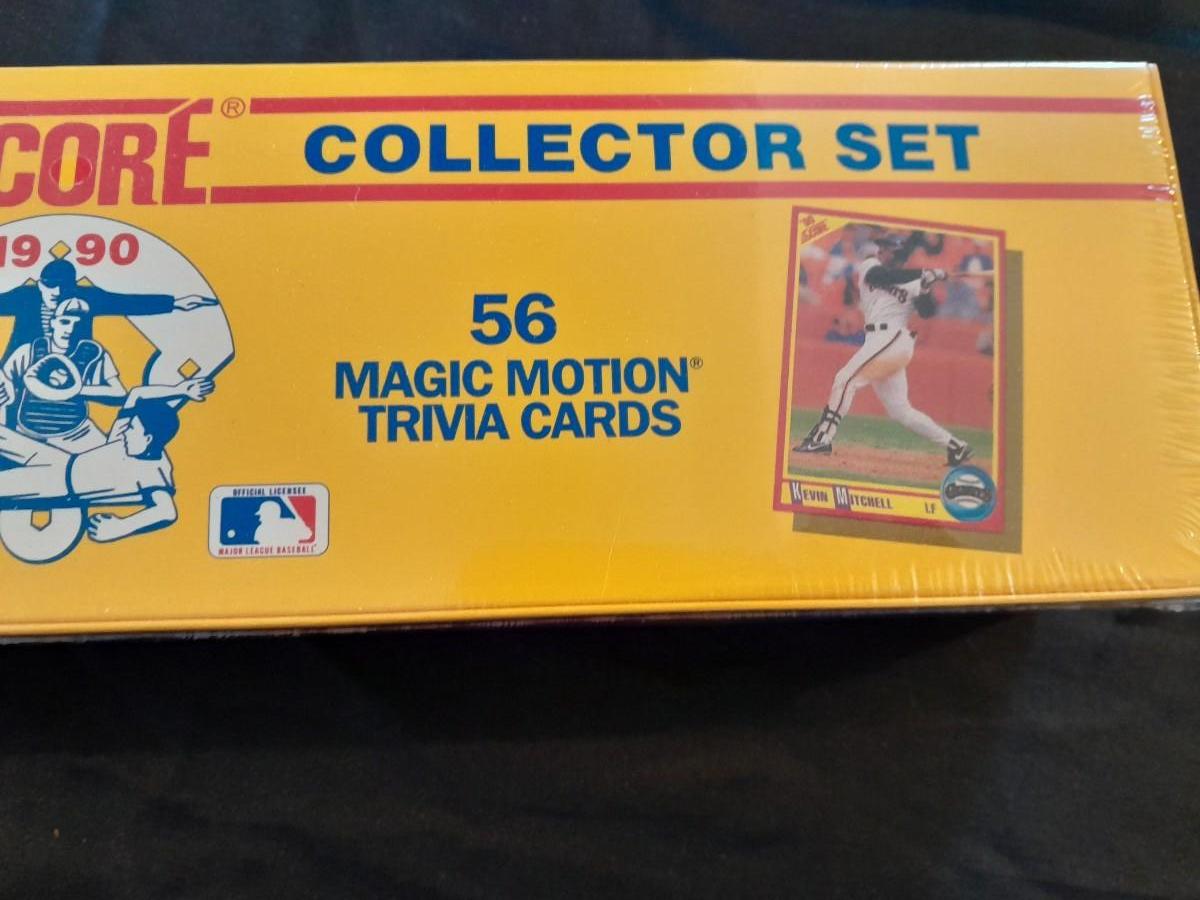 CORE® COLLECTOR SET
19 90
56
MAGIC MOTION®
TRIVIA CARDS
OFFICIAL LICENSEE
MAJOR LEAGUE BASEBALL
KEVIN MITCHELL LF